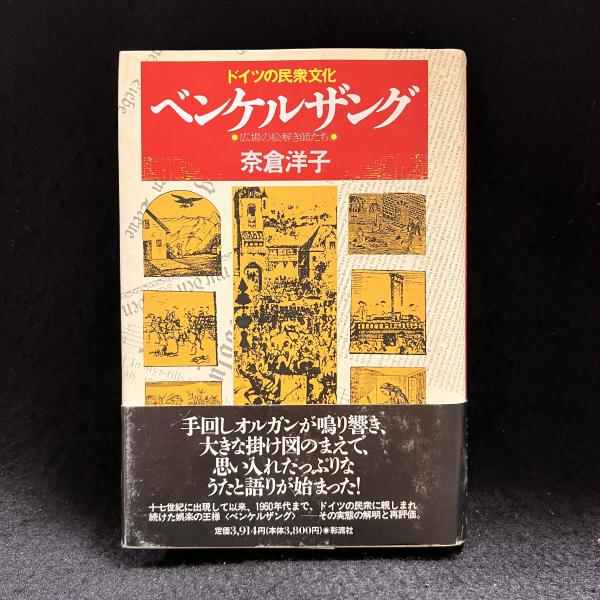 ドイツの民衆文化
ベンケルザング
●広場の絵解き師たち●
奈倉洋子
手回しオルガンが鳴り響き、
大きな掛け図のまえで、
思い入れたっぷりな
うたと語りが始まった!
十七世紀に出現して以来、1960年代まで、ドイツの民衆に親しまれ
続けた娯楽の王様〈ベンケルザング〉——その実態の解明と再評価。
定価3,914円(本体3,800円)◉彩流社